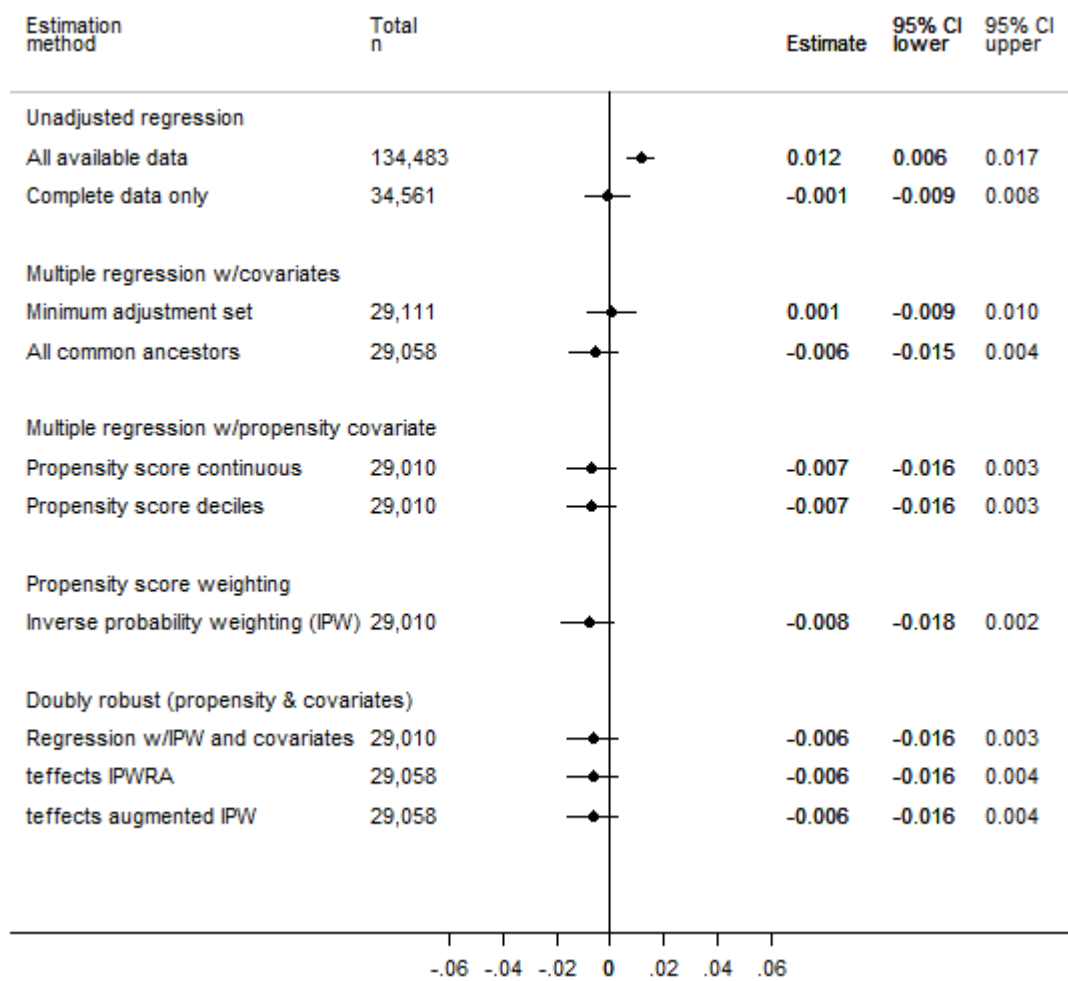 Estimation method Total n Estimate 95% CI lower 95% CI upper
Unadjusted regression
All available data 134,483 0.012 0.006 0.017
Complete data only 34,561 -0.001 -0.009 0.008
Multiple regression w/covariates
Minimum adjustment set 29,111 0.001 -0.009 0.010
All common ancestors 29,058 -0.006 -0.015 0.004
Multiple regression w/propensity covariate
Propensity score continuous 29,010 -0.007 -0.016 0.003
Propensity score deciles 29,010 -0.007 -0.016 0.003
Propensity score weighting
Inverse probability weighting (IPW) 29,010 -0.008 -0.018 0.002
Doubly robust (propensity & covariates)
Regression w/IPW and covariates 29,010 -0.006 -0.016 0.003
teffects IPWRA 29,058 -0.006 -0.016 0.004
teffects augmented IPW 29,058 -0.006 -0.016 0.004
-.06 -.04 -.02 0 .02 .04 .06